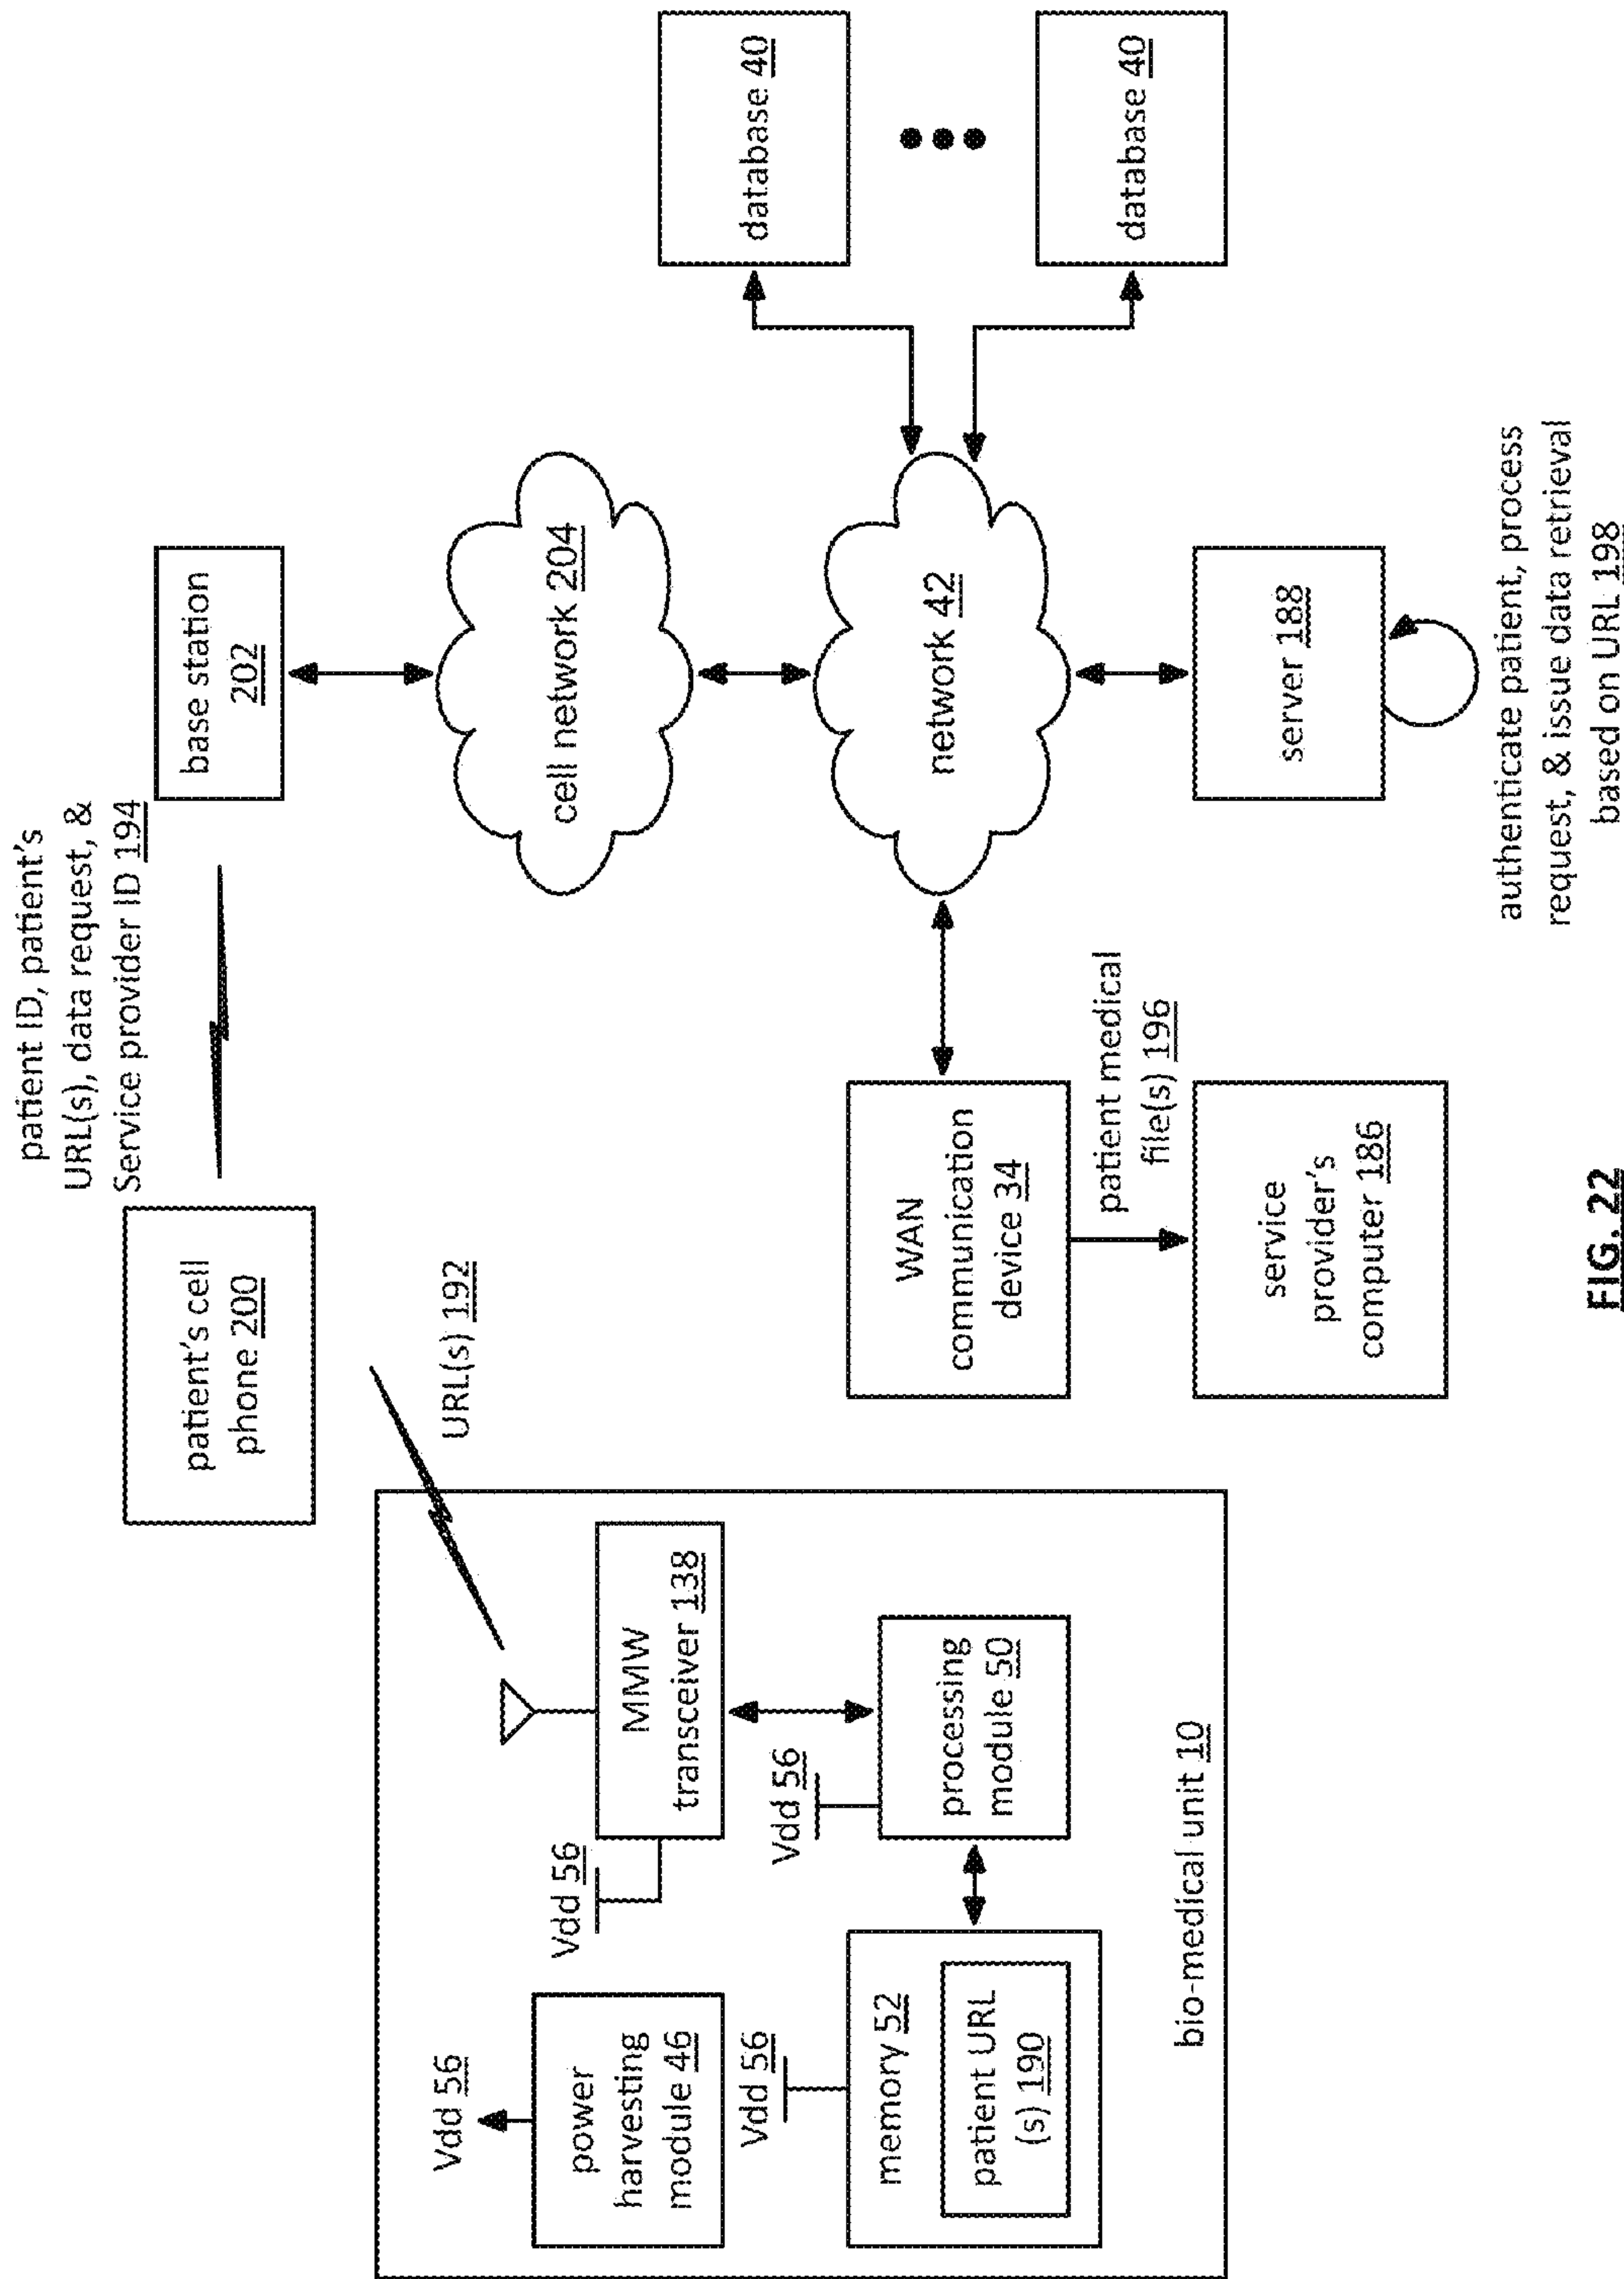 patient ID, patient's
URL(s), data request, &
Service provider ID 194
patient's cell
phone 200
base station
202
URL(s) 192
cell network 204
Vdd 56
power
harvesting
module 46
Vdd 56
MMW
transceiver 138
Vdd 56
memory 52
patient URL
(s) 190
Vdd 56
processing
module 50
bio-medical unit 10
WAN
communication
device 34
patient medical
file(s) 196
service
provider's
computer 186
network 42
database 40
database 40
server 188
authenticate patient, process
request, & issue data retrieval
based on URL 198
FIG. 22